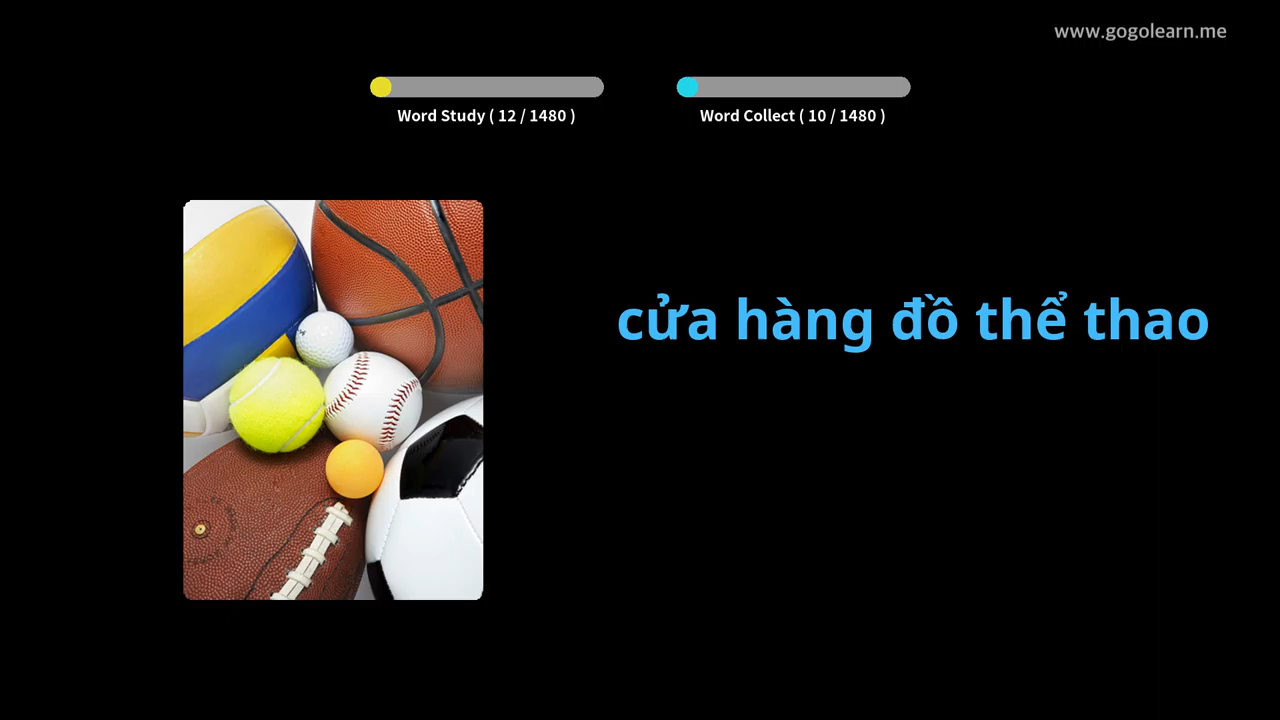 www.gogolearn.me
Word Study ( 12 / 1480 )
Word Collect ( 10 / 1480 )
cửa hàng đồ thể thao